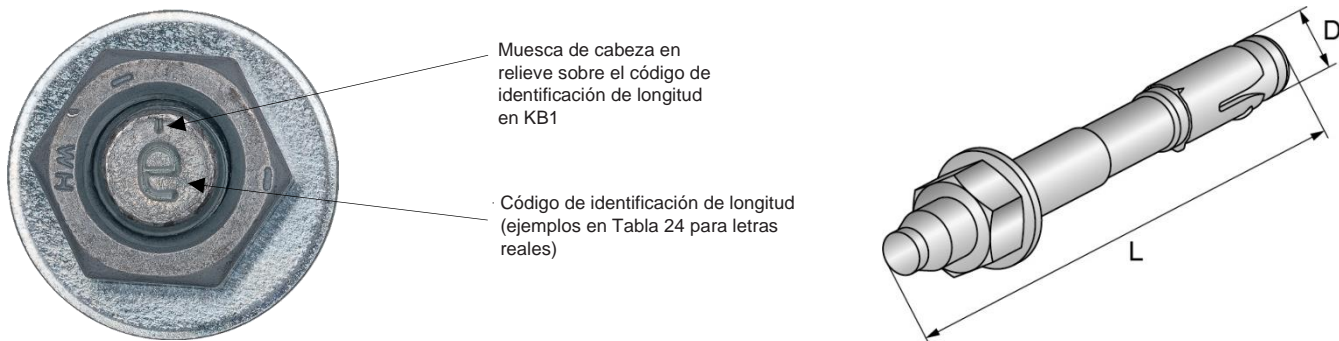 Muesca de cabeza en
relieve sobre el código de
identificación de longitud
en KB1
Código de identificación de longitud
(ejemplos en Tabla 24 para letras
reales)
D
L
e
HW